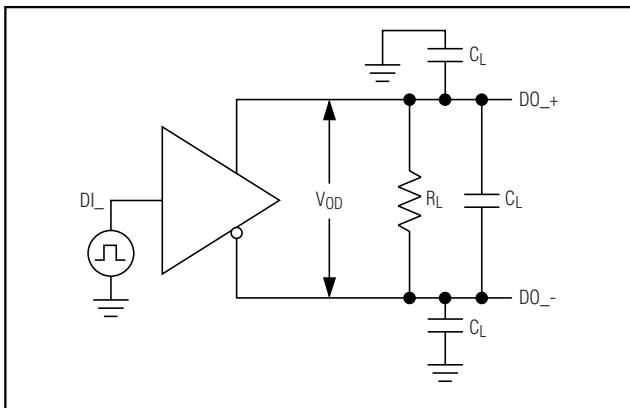 C_L
DO_+
DI_
V_OD
R_L
C_L
DO_-
C_L